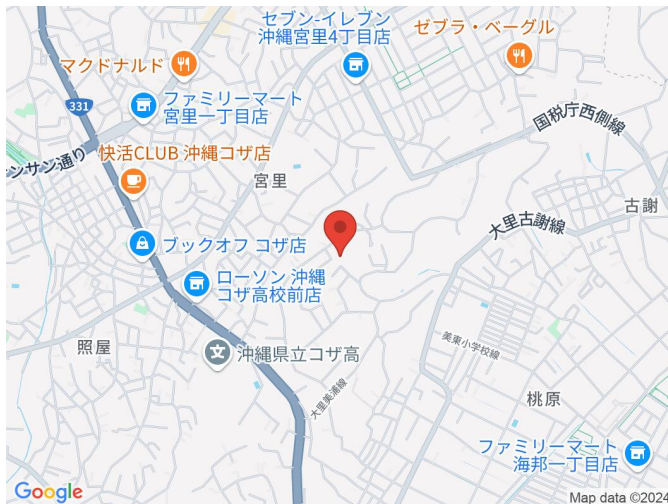 セブン-イレブン
沖縄宮里4丁目店
ゼブラ・ベーグル
マクドナルド
331
ファミリーマート
宮里一丁目店
国税庁西側線
ンサン通り
快活CLUB 沖縄コザ店
宮里
古謝
大里古謝線
ブックオフ コザ店
ローソン 沖縄
コザ高校前店
照屋
文
沖縄県立コザ高
美東小学校線
大里美浦線
桃原
ファミリーマート
海邦一丁目店
Google
Map data ©2024